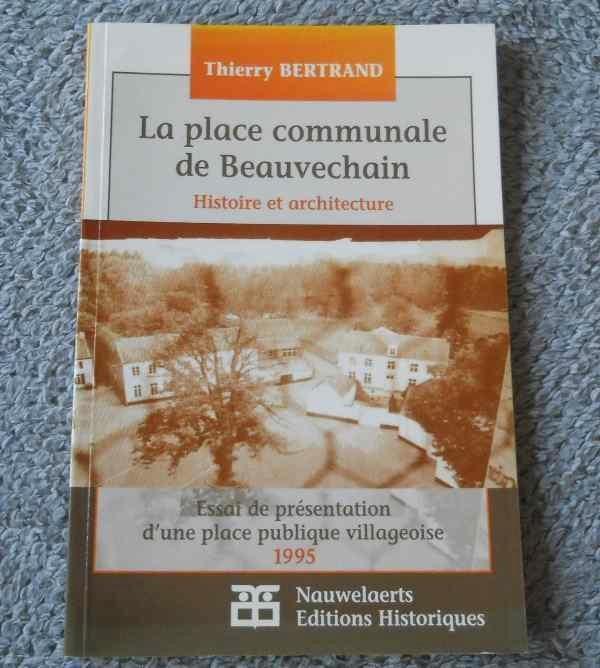 Thierry BERTRAND
La place communale
de Beauvechain
Histoire et architecture
Essai de présentation
d'une place publique villageoise
1995
Nauwelaerts
Editions Historiques